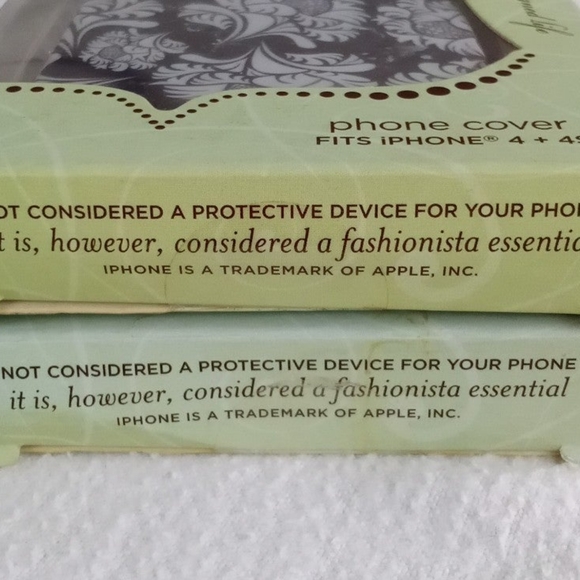 phone cover
FITS iPHONE® 4 + 4S
NOT CONSIDERED A PROTECTIVE DEVICE FOR YOUR PHONE
it is, however, considered a fashionista essential
IPHONE IS A TRADEMARK OF APPLE, INC.
NOT CONSIDERED A PROTECTIVE DEVICE FOR YOUR PHONE
it is, however, considered a fashionista essential
IPHONE IS A TRADEMARK OF APPLE, INC.